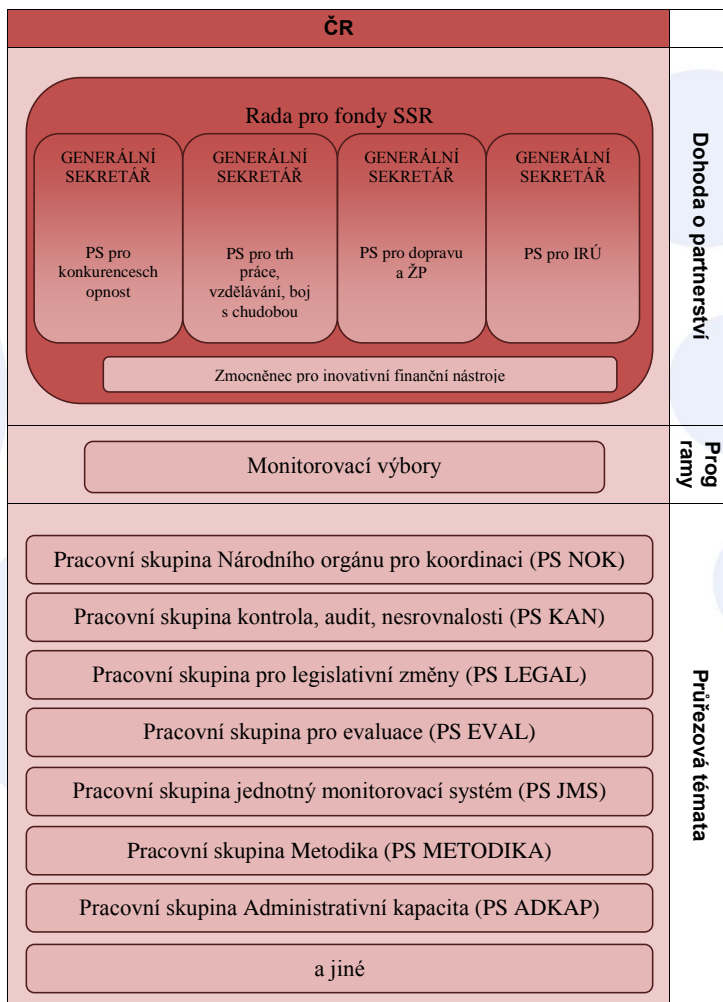 ČR
Rada pro fondy SSR
GENERÁLNÍ
SEKRETÁŘ
PS pro
konkurencesch
opnost
GENERÁLNÍ
SEKRETÁŘ
PS pro trh
práce,
vzdělávání, boj
s chudobou
GENERÁLNÍ
SEKRETÁŘ
PS pro dopravu
a ŽP
GENERÁLNÍ
SEKRETÁŘ
PS pro IRÚ
Zmocněnec pro inovativní finanční nástroje
Dohoda o partnerství
Monitorovací výbory
Prog
ramy
Pracovní skupina Národního orgánu pro koordinaci (PS NOK)
Pracovní skupina kontrola, audit, nesrovnalosti (PS KAN)
Pracovní skupina pro legislativní změny (PS LEGAL)
Pracovní skupina pro evaluace (PS EVAL)
Pracovní skupina jednotný monitorovací systém (PS JMS)
Pracovní skupina Metodika (PS METODIKA)
Pracovní skupina Administrativní kapacita (PS ADKAP)
a jiné
Průřezová témata